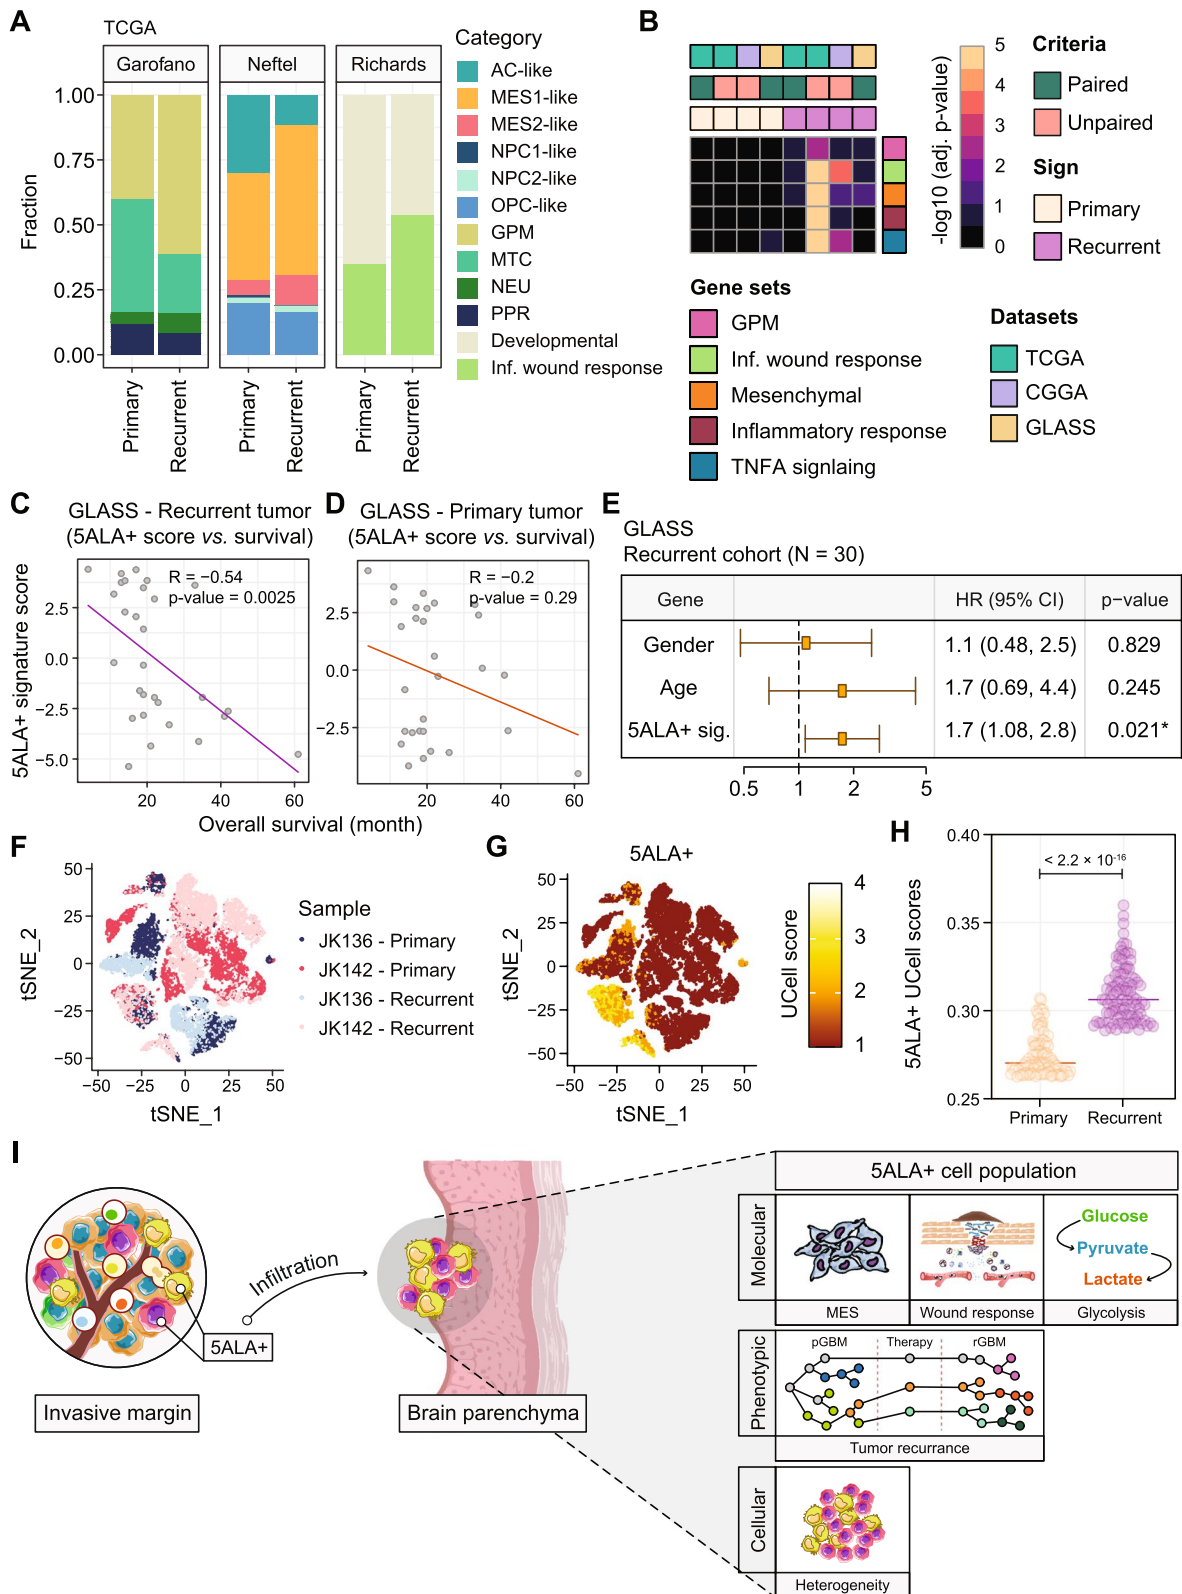 A
TCGA
Garofano
Neftel
Richards
Fraction
1.00
0.75
0.50
0.25
0.00
Primary
Recurrent
Primary
Recurrent
Primary
Recurrent
Category
AC-like
MES1-like
MES2-like
NPC1-like
NPC2-like
OPC-like
GPM
MTC
NEU
PPR
Developmental
Inf. wound response
B
-log10 (adj. p-value)
5
4
3
2
1
0
Criteria
Paired
Unpaired
Sign
Primary
Recurrent
Gene sets
GPM
Inf. wound response
Mesenchymal
Inflammatory response
TNFA signlaing
Datasets
TCGA
CGGA
GLASS
C
GLASS - Recurrent tumor
(5ALA+ score vs. survival)
R = −0.54
p-value = 0.0025
5ALA+ signature score
2.5
0.0
−2.5
−5.0
20
40
60
D
GLASS - Primary tumor
(5ALA+ score vs. survival)
R = −0.2
p-value = 0.29
2.5
0.0
−2.5
20
40
60
Overall survival (month)
E
GLASS
Recurrent cohort (N = 30)
Gene
HR (95% CI)
p−value
Gender
1.1 (0.48, 2.5)
0.829
Age
1.7 (0.69, 4.4)
0.245
5ALA+ sig.
1.7 (1.08, 2.8)
0.021*
0.5
1
2
5
F
tSNE_2
50
25
0
−25
−50
−50
−25
0
25
50
tSNE_1
Sample
JK136 - Primary
JK142 - Primary
JK136 - Recurrent
JK142 - Recurrent
G
5ALA+
tSNE_2
50
25
0
−25
−50
−50
−25
0
25
50
tSNE_1
UCell score
4
3
2
1
H
5ALA+ UCell scores
0.40
0.35
0.30
0.25
< 2.2 × 10-16
Primary
Recurrent
I
5ALA+
Infiltration
Invasive margin
Brain parenchyma
5ALA+ cell population
Molecular
MES
Wound response
Glucose
Pyruvate
Lactate
Glycolysis
Phenotypic
pGBM
Therapy
rGBM
Tumor recurrance
Cellular
Heterogeneity